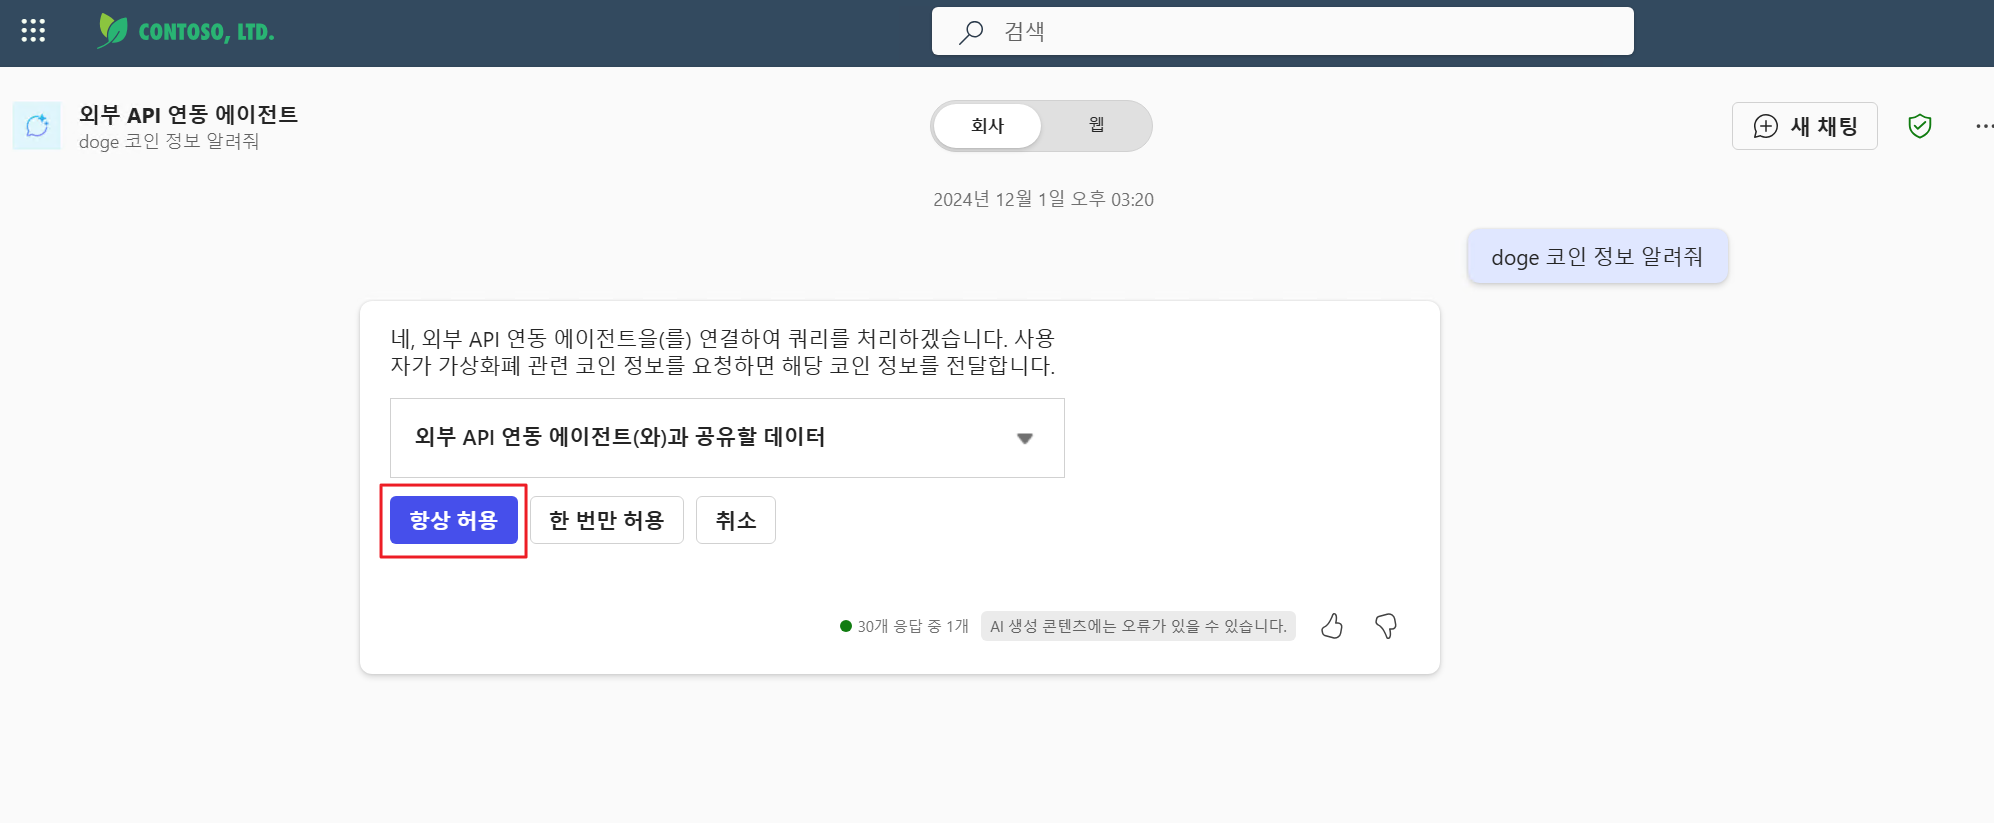 CONTOSO, LTD.
검색
외부 API 연동 에이전트
doge 코인 정보 알려줘
회사
웹
새 채팅
2024년 12월 1일 오후 03:20
doge 코인 정보 알려줘
네, 외부 API 연동 에이전트을(를) 연결하여 쿼리를 처리하겠습니다. 사용
자가 가상화폐 관련 코인 정보를 요청하면 해당 코인 정보를 전달합니다.
외부 API 연동 에이전트(와)과 공유할 데이터
항상 허용
한 번만 허용
취소
30개 응답 중 1개
AI 생성 콘텐츠에는 오류가 있을 수 있습니다.